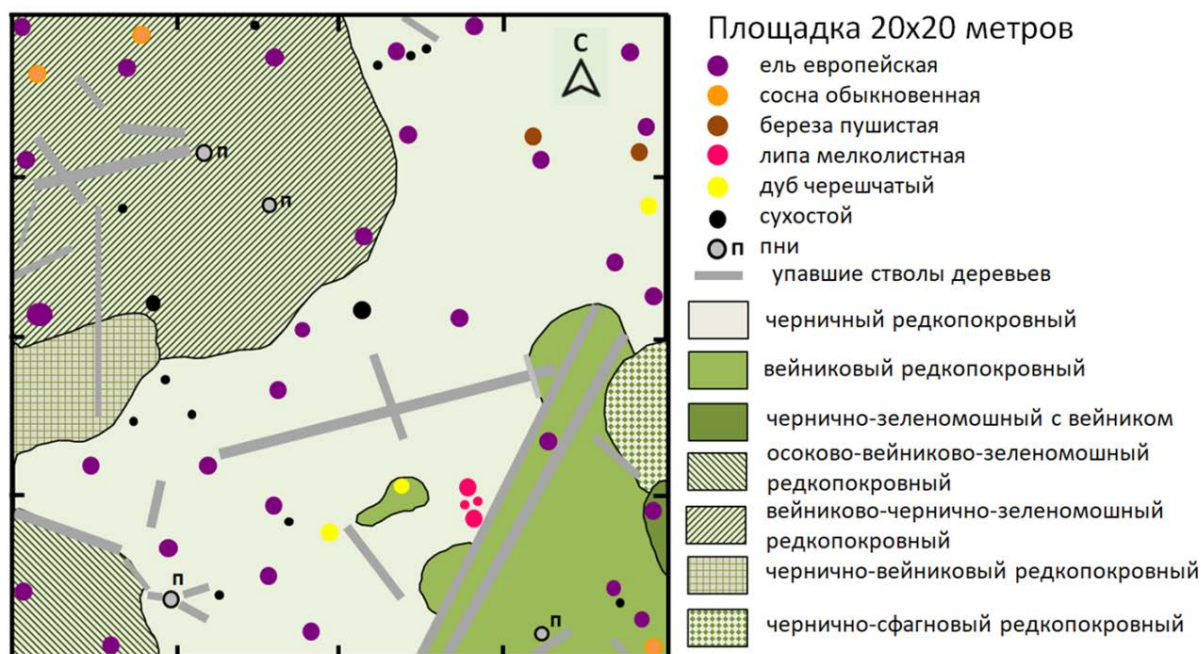 Площадка 20х20 метров
С
ель европейская
сосна обыкновенная
береза пушистая
липа мелколистная
дуб черешчатый
сухостой
п пни
упавшие стволы деревьев
черничный редкопокровный
вейниковый редкопокровный
чернично-зеленомошный с вейником
осоково-вейниково-зеленомошный
редкопокровный
вейниково-чернично-зеленомошный
редкопокровный
чернично-вейниковый редкопокровный
чернично-сфагновый редкопокровный
п
п
п
п